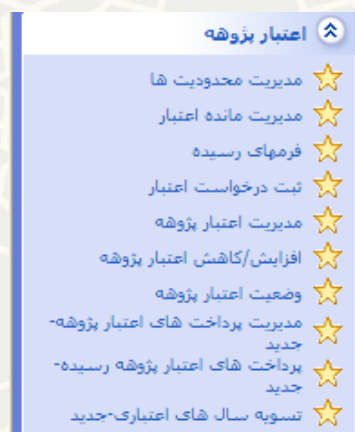 اعتبار پژوهه
مدیریت محدودیت ها
مدیریت مانده اعتبار
فرمهای رسیده
ثبت درخواست اعتبار
مدیریت اعتبار پژوهه
افزایش/کاهش اعتبار پژوهه
وضعیت اعتبار پژوهه
مدیریت پرداخت های اعتبار پژوهه-
جدید
پرداخت های اعتبار پژوهه رسیده-
جدید
تسویه سال های اعتباری-جدید